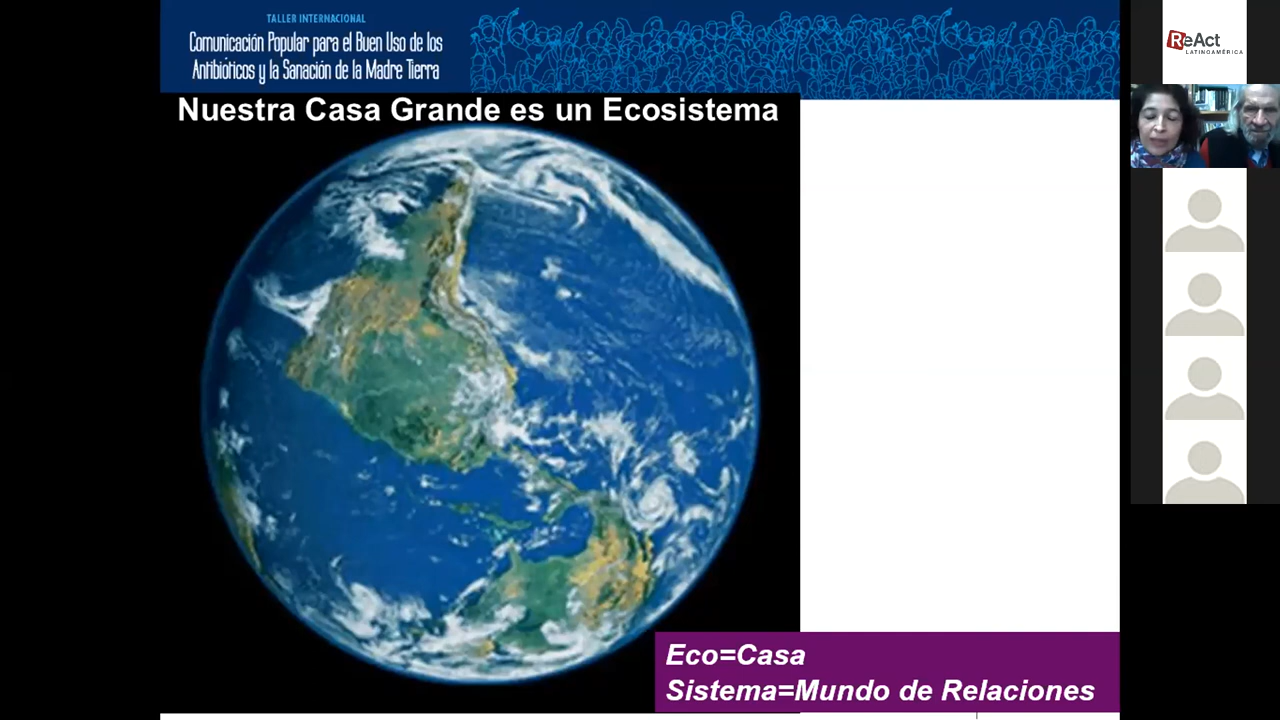 TALLER INTERNACIONAL
Comunicación Popular para el Buen Uso de los
Antibióticos y la Sanación de la Madre Tierra
Nuestra Casa Grande es un Ecosistema
ReAct
LATINOAMÉRICA
Eco=Casa
Sistema=Mundo de Relaciones